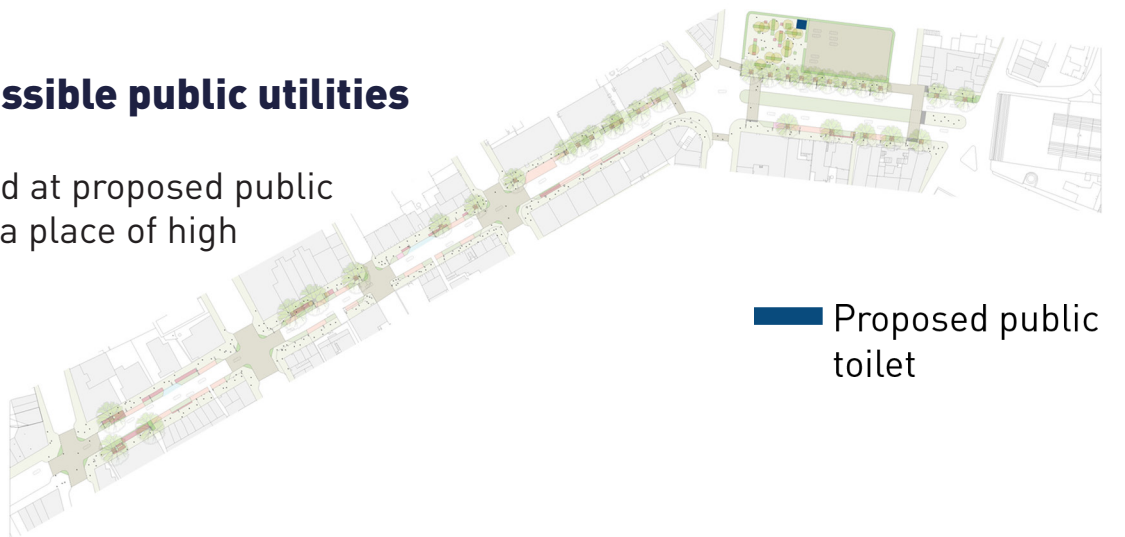 ssible public utilities
d at proposed public
a place of high
Proposed public
toilet